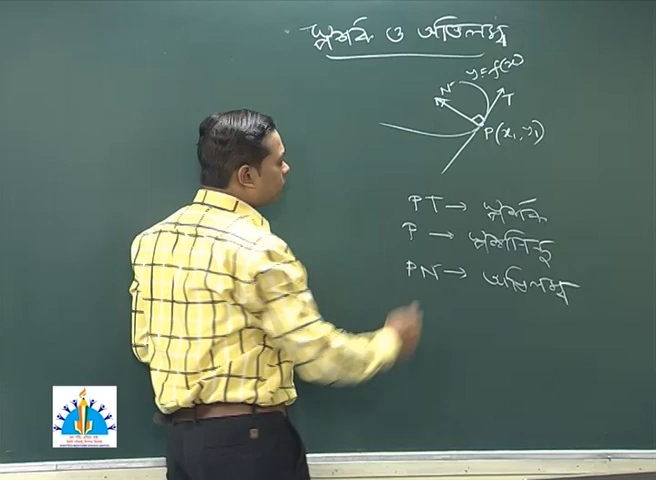 স্পর্শক ও অভিলম্ব
y=f(x)
N
T
P(x₁, y₁)
PT → স্পর্শক
P → স্পর্শবিন্দু
PN → অভিলম্ব